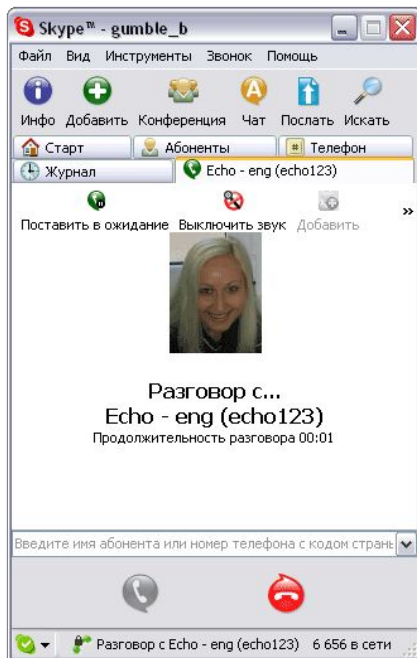 Skype™ - gumble_b
Файл Вид Инструменты Звонок Помощь
Инфо Добавить Конференция Чат Послать Искать
Старт Абоненты Телефон
Журнал Echo - eng (echo123)
Поставить в ожидание Выключить звук Добавить »
Разговор с...
Echo - eng (echo123)
Продолжительность разговора 00:01
Введите имя абонента или номер телефона с кодом страны
Разговор с Echo - eng (echo123) 6 656 в сети